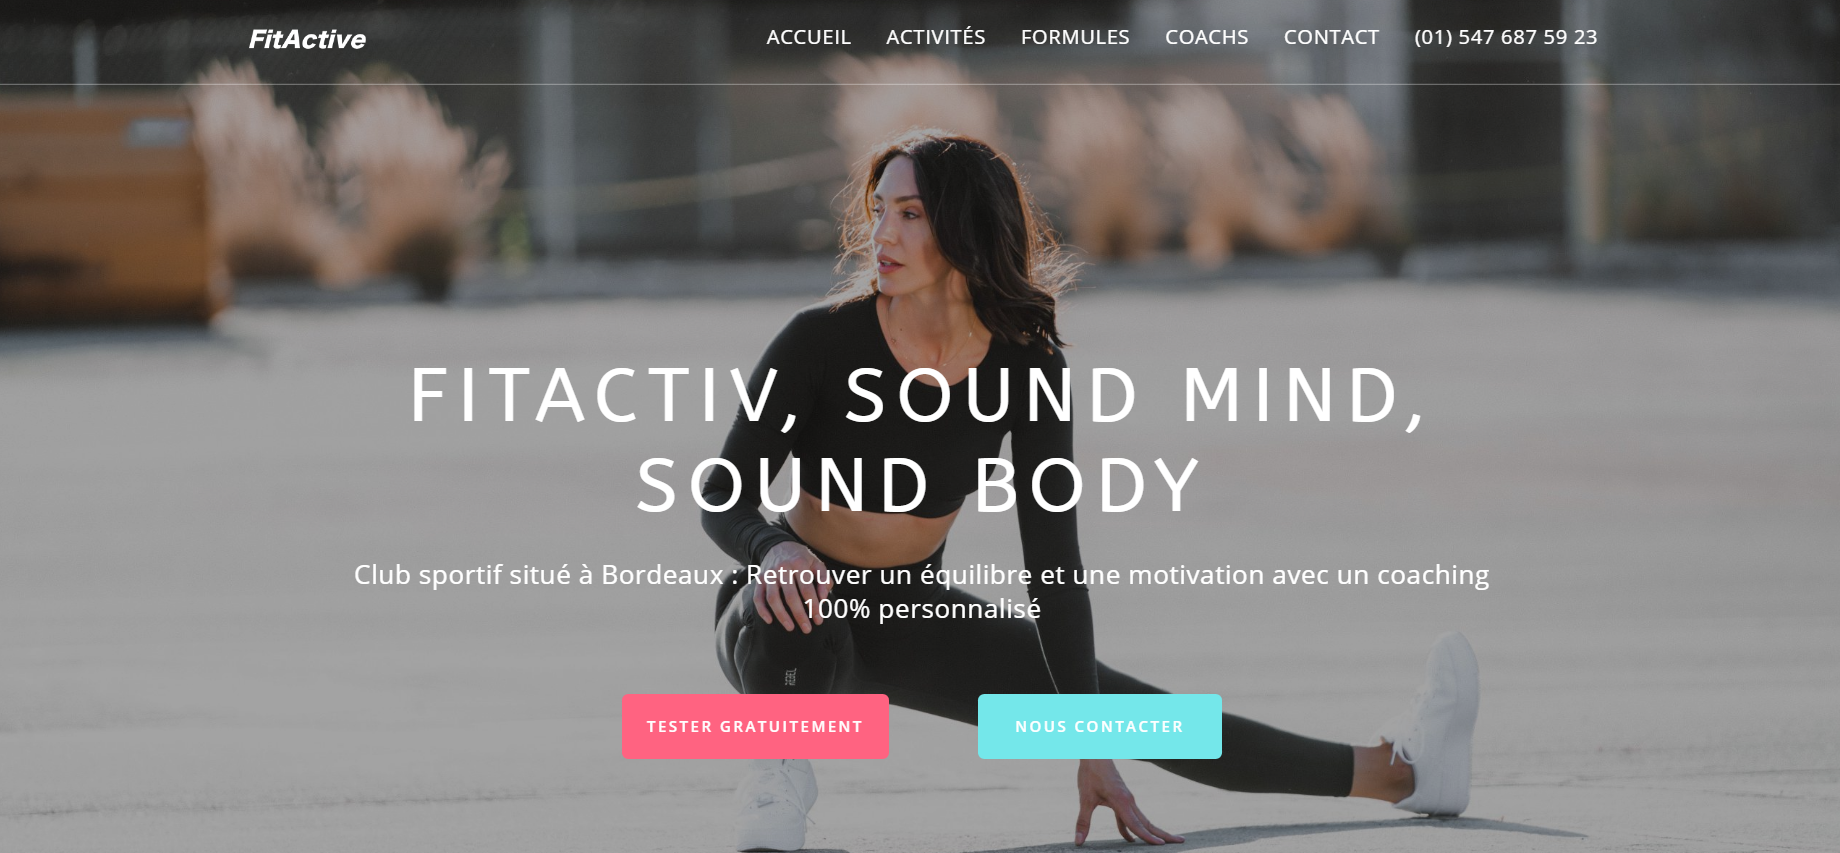 FitActive
ACCUEIL ACTIVITÉS FORMULES COACHS CONTACT (01) 547 687 59 23
FITACTIV, SOUND MIND,
SOUND BODY
Club sportif situé à Bordeaux : Retrouver un équilibre et une motivation avec un coaching
100% personnalisé
REBEL
TESTER GRATUITEMENT NOUS CONTACTER